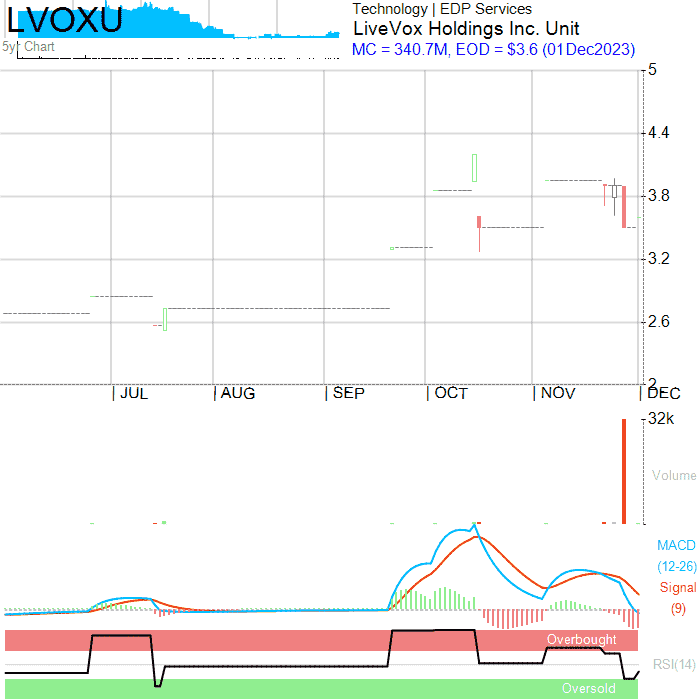 LVOXU
5yr Chart
Technology | EDP Services
LiveVox Holdings Inc. Unit
MC = 340.7M, EOD = $3.6 (01Dec2023)
5
4.4
3.8
3.2
2.6
2
| JUL | AUG | SEP | OCT | NOV | DEC
32k
Volume
MACD
(12-26)
Signal
(9)
Overbought
RSI(14)
Oversold